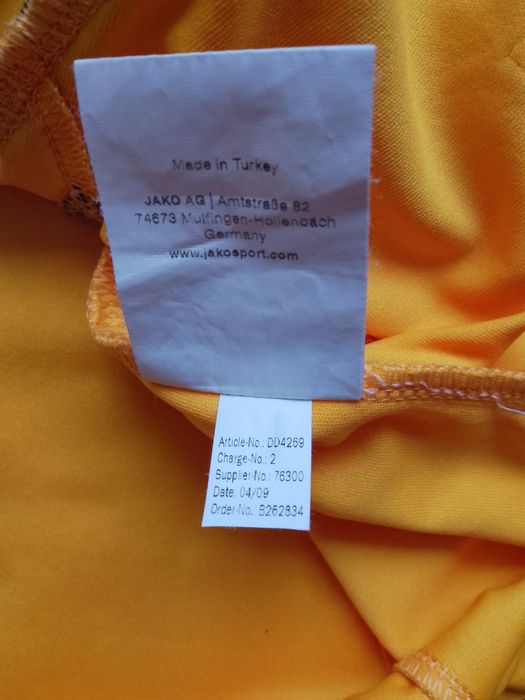 Made in Turkey
JAKO AG | Amtstraße 82
74673 Mulfingen-Hollenbach
Germany
www.jakosport.com
Article-No.: DD4269
Charge-No.: 2
Supplier-No.: 76300
Date: 04/09
Order-No.: B262834